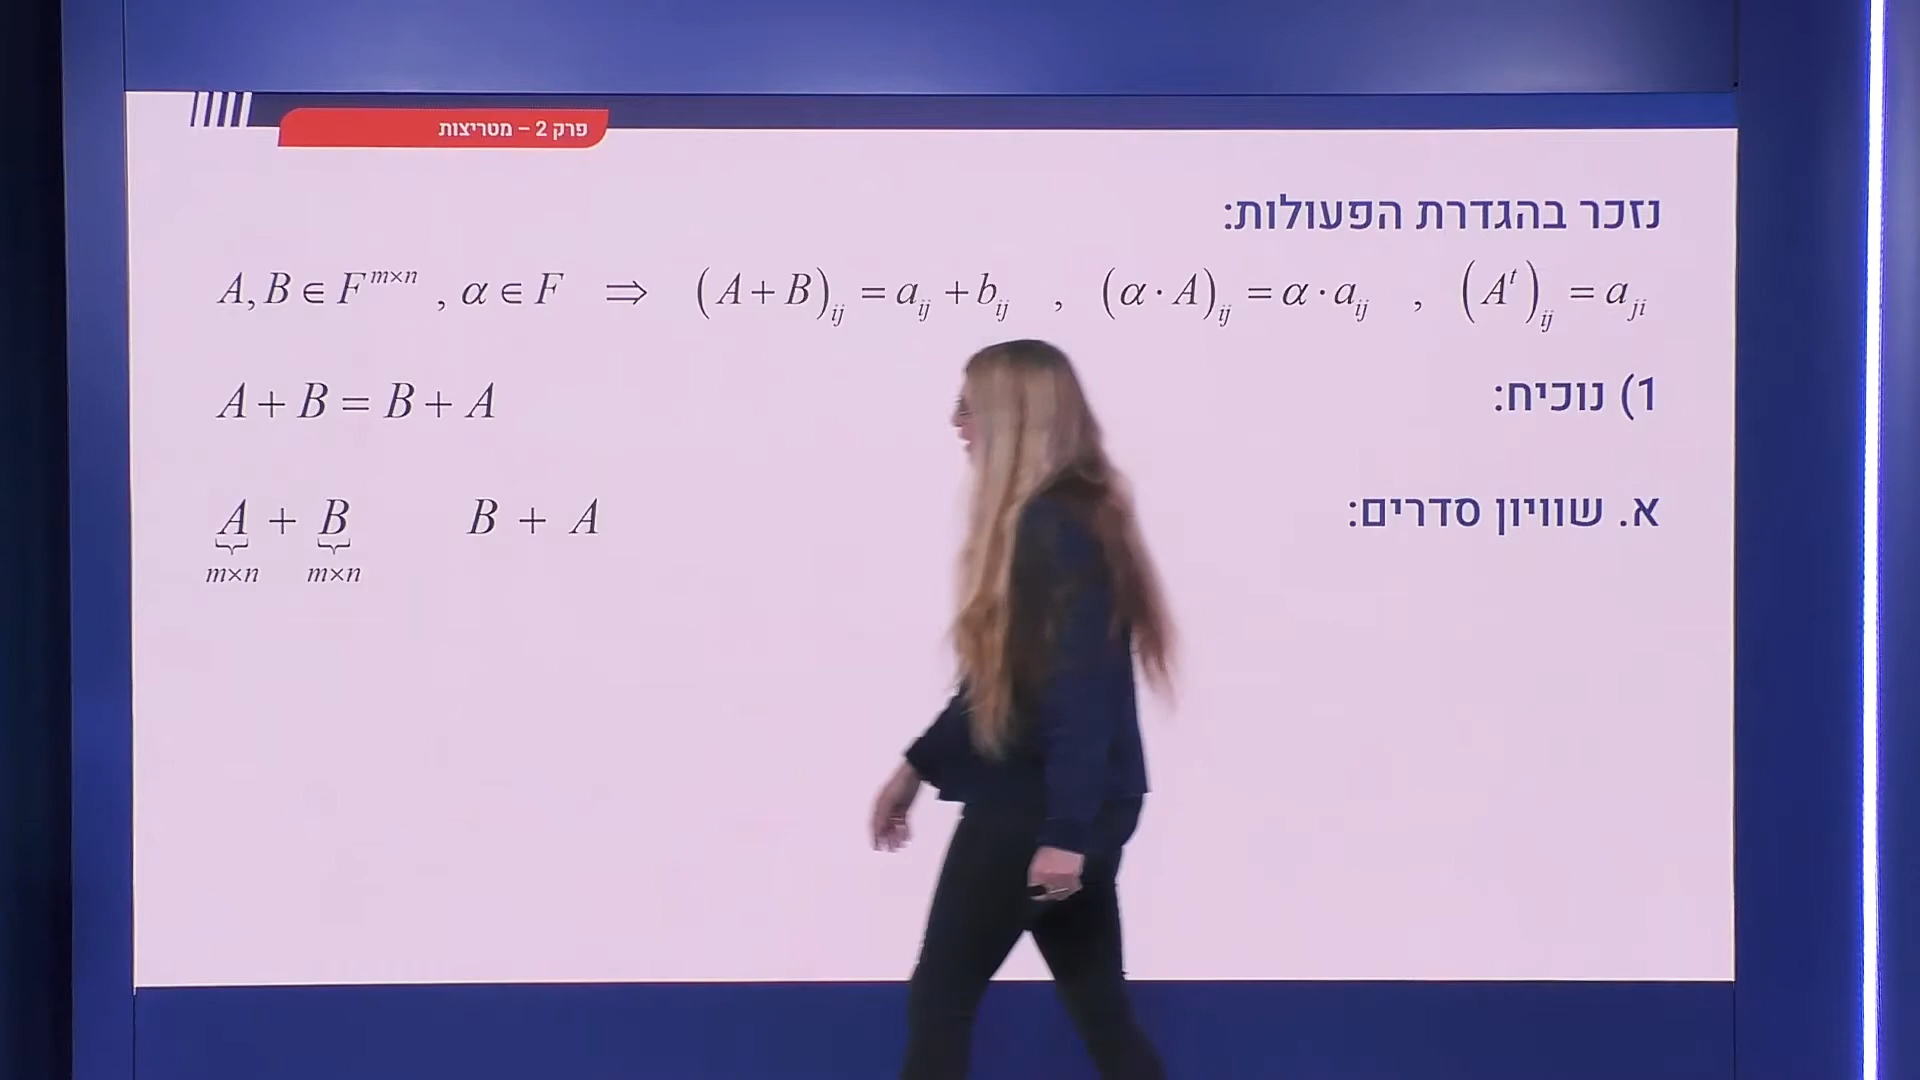 פרק 2 – מטריצות
נזכר בהגדרת הפעולות:
A, B ∈ F^{m×n} , α ∈ F ⇒ (A + B)_{ij} = a_{ij} + b_{ij} , (α · A)_{ij} = α · a_{ij} , (A^t)_{ij} = a_{ji}
1) נוכיח:
A + B = B + A
א. שוויון סדרים:
A + B B + A
m×n m×n